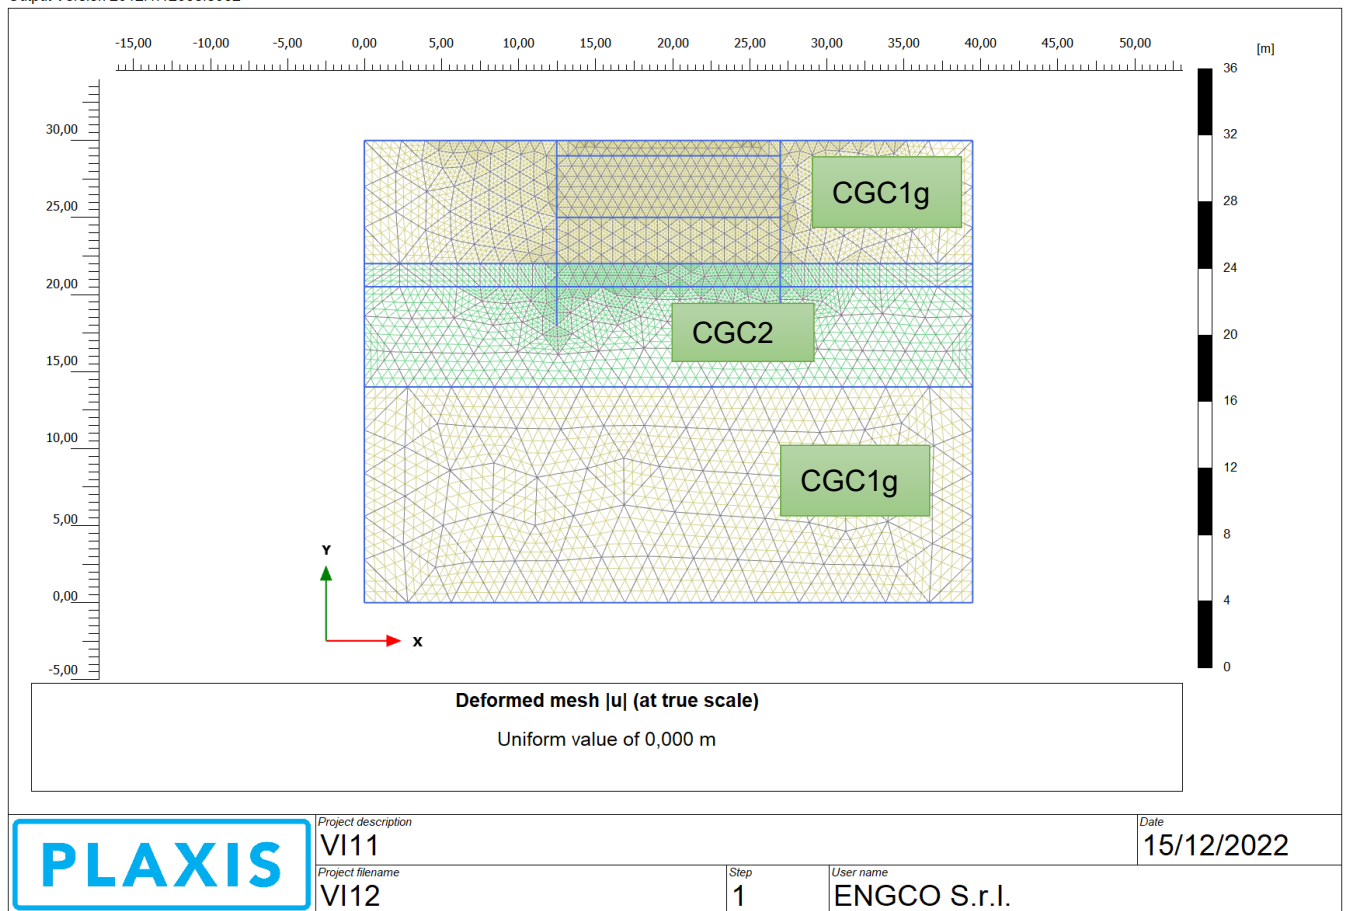 -15,00 -10,00 -5,00 0,00 5,00 10,00 15,00 20,00 25,00 30,00 35,00 40,00 45,00 50,00
[m]
36
32
28
24
20
16
12
8
4
0
30,00
25,00
20,00
15,00
10,00
5,00
0,00
-5,00
CGC1g
CGC2
CGC1g
Y
X
Deformed mesh |u| (at true scale)
Uniform value of 0,000 m
PLAXIS
Project description
VI11
Date
15/12/2022
Project filename
VI12
Step
1
User name
ENGCO S.r.l.